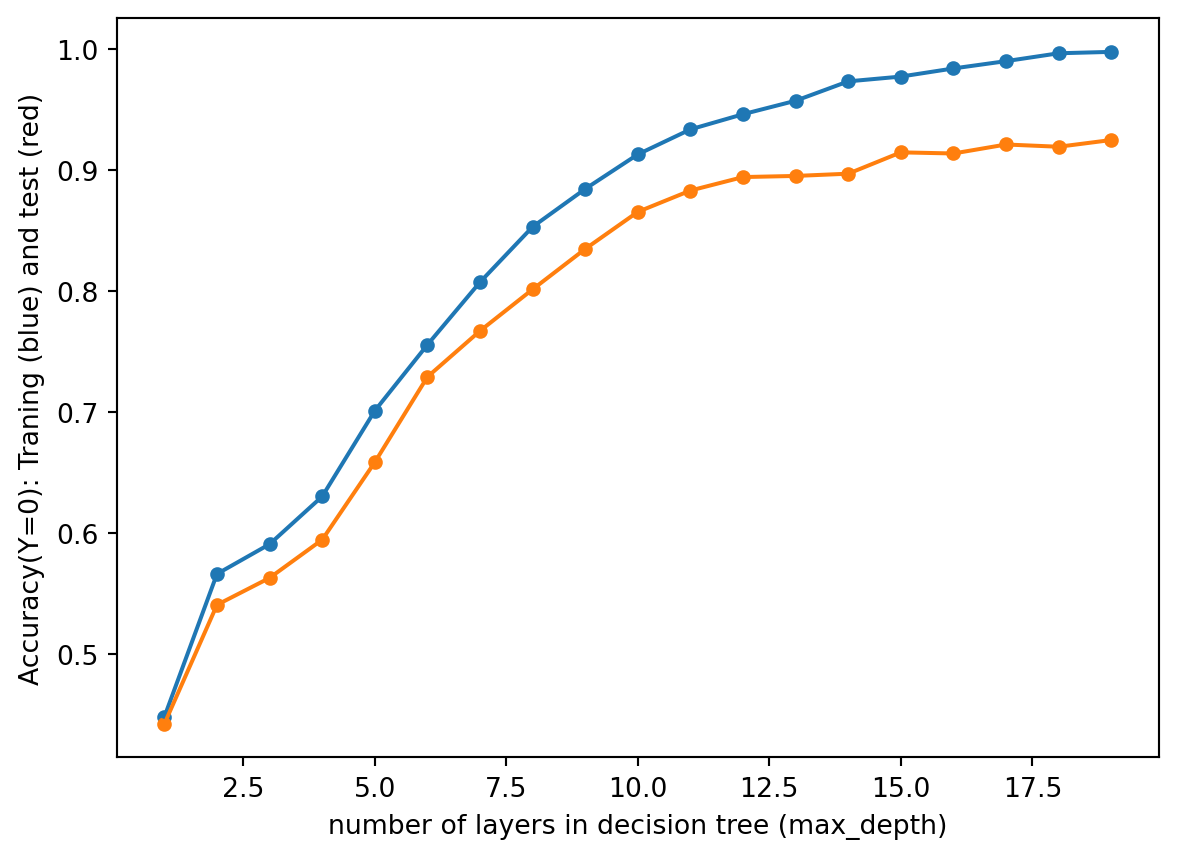 Accuracy(Y=0): Traning (blue) and test (red)
1.0
0.9
0.8
0.7
0.6
0.5
2.5 5.0 7.5 10.0 12.5 15.0 17.5
number of layers in decision tree (max_depth)